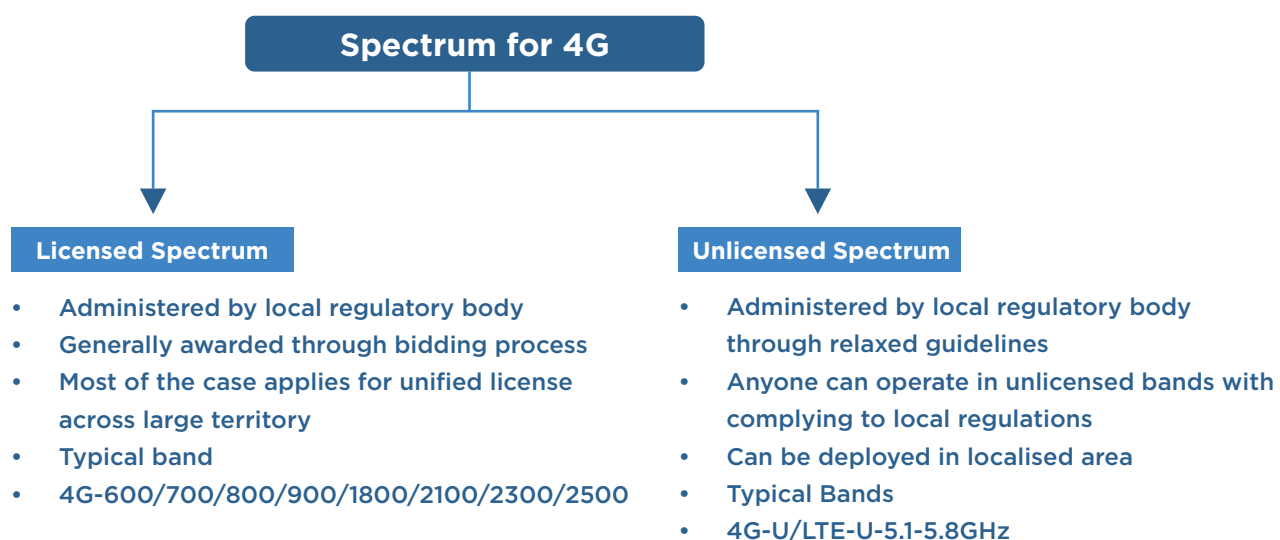 Spectrum for 4G
Licensed Spectrum
• Administered by local regulatory body
• Generally awarded through bidding process
• Most of the case applies for unified license
across large territory
• Typical band
• 4G-600/700/800/900/1800/2100/2300/2500
Unlicensed Spectrum
• Administered by local regulatory body
through relaxed guidelines
• Anyone can operate in unlicensed bands with
complying to local regulations
• Can be deployed in localised area
• Typical Bands
• 4G-U/LTE-U-5.1-5.8GHz